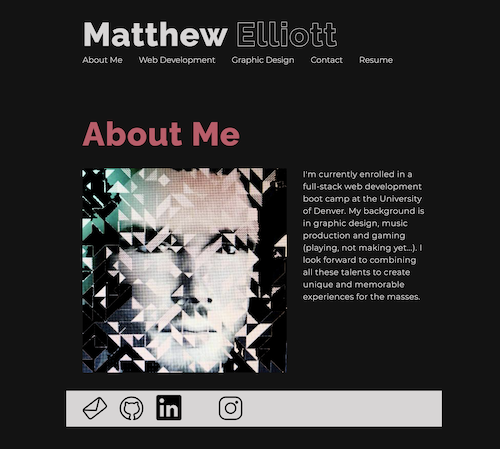 Matthew Elliott
About Me Web Development Graphic Design Contact Resume
About Me
I'm currently enrolled in a
full-stack web development
boot camp at the University
of Denver. My background is
in graphic design, music
production and gaming
(playing, not making yet...). I
look forward to combining
all these talents to create
unique and memorable
experiences for the masses.
in